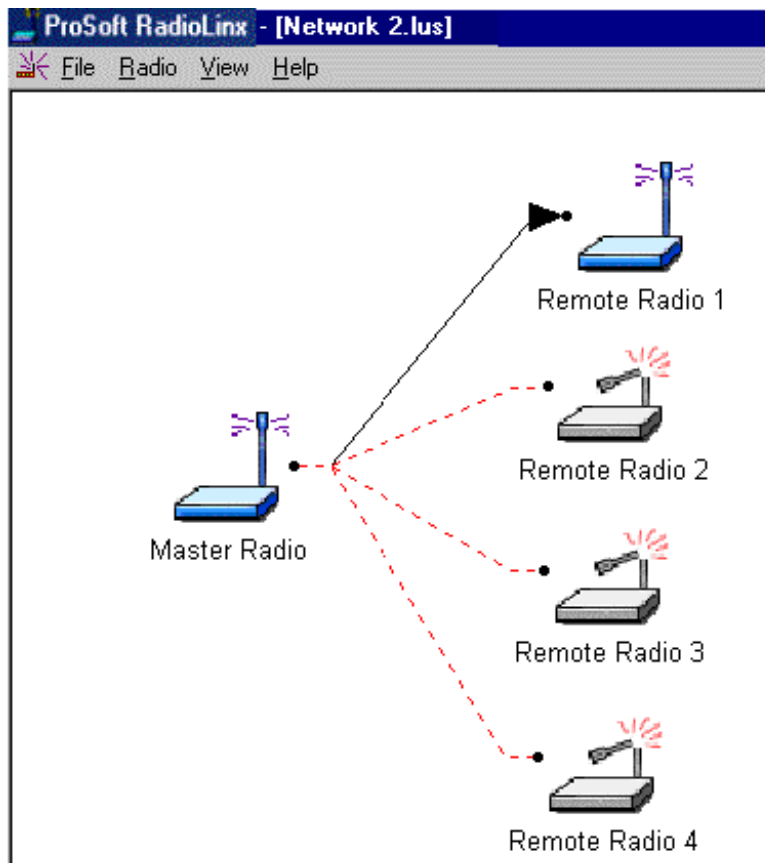 ProSoft RadioLinx - [Network 2.lus]
File Radio View Help
Remote Radio 1
Remote Radio 2
Master Radio
Remote Radio 3
Remote Radio 4